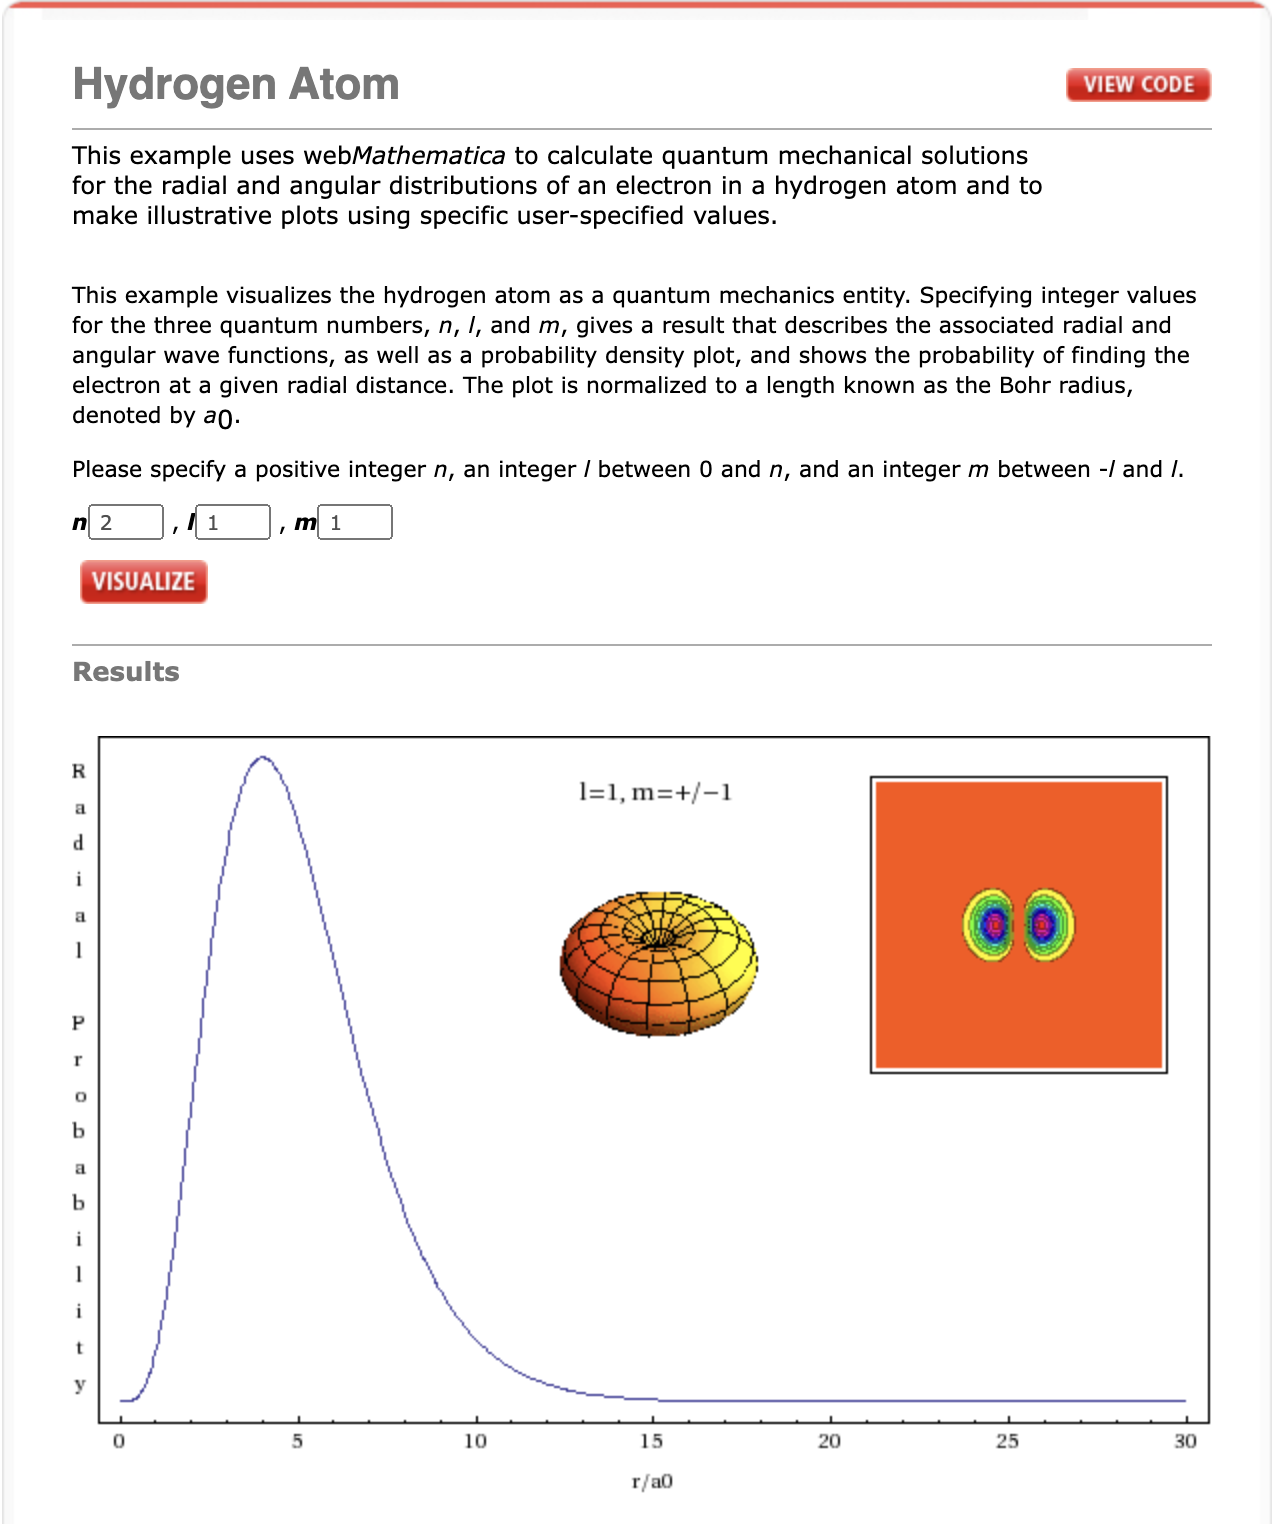 Hydrogen Atom
VIEW CODE
This example uses webMathematica to calculate quantum mechanical solutions
for the radial and angular distributions of an electron in a hydrogen atom and to
make illustrative plots using specific user-specified values.
This example visualizes the hydrogen atom as a quantum mechanics entity. Specifying integer values
for the three quantum numbers, n, l, and m, gives a result that describes the associated radial and
angular wave functions, as well as a probability density plot, and shows the probability of finding the
electron at a given radial distance. The plot is normalized to a length known as the Bohr radius,
denoted by a0.
Please specify a positive integer n, an integer l between 0 and n, and an integer m between -l and l.
n 2 , l 1 , m 1
VISUALIZE
Results
Radial Probability
l=1, m=+/−1
0 5 10 15 20 25 30
r/a0